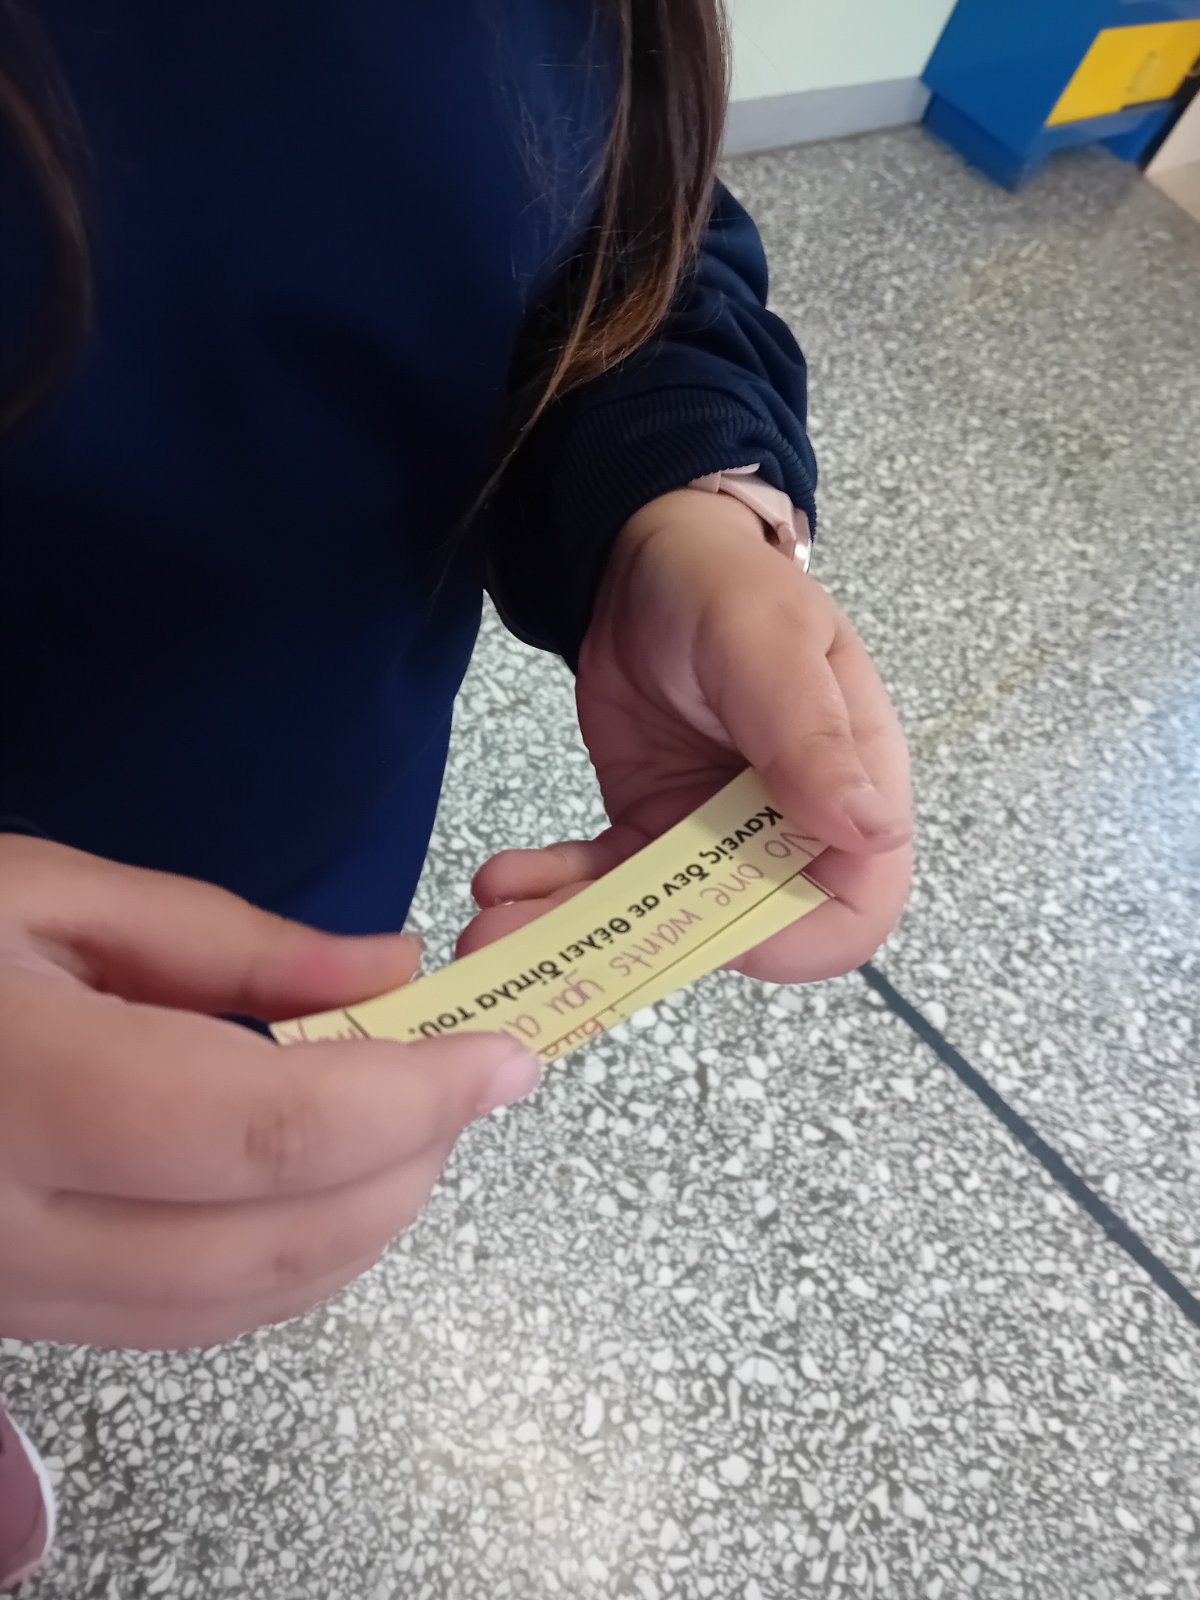 Κανείς δεν σε θέλει δίπλα του.
No one wants you